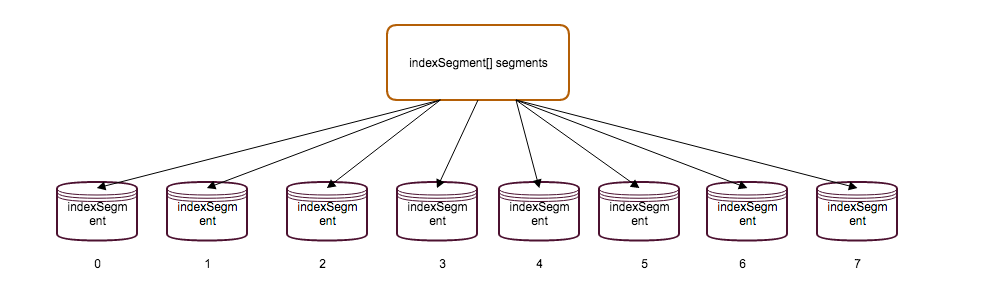 indexSegment[] segments
indexSegm indexSegm indexSegm indexSegm indexSegm indexSegm indexSegm indexSegm
ent ent ent ent ent ent ent ent
0 1 2 3 4 5 6 7